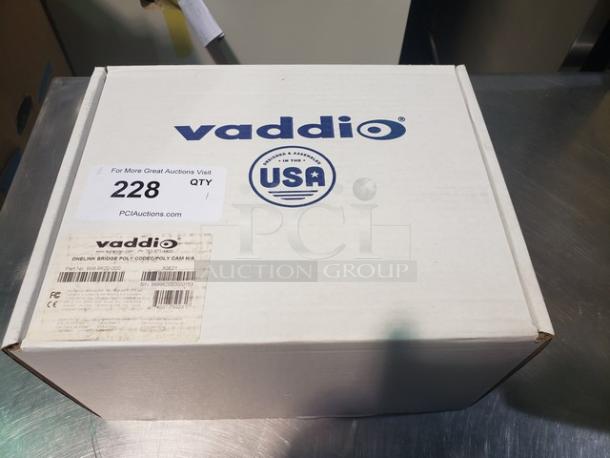 vaddio
DESIGNED & ASSEMBLED
IN THE
USA
For More Great Auctions Visit
228
QTY
PCIAuctions.com
vaddio
ONELINK BRIDGE POLY CODEC/POLY CAM N/A
PCI
AUCTION GROUP